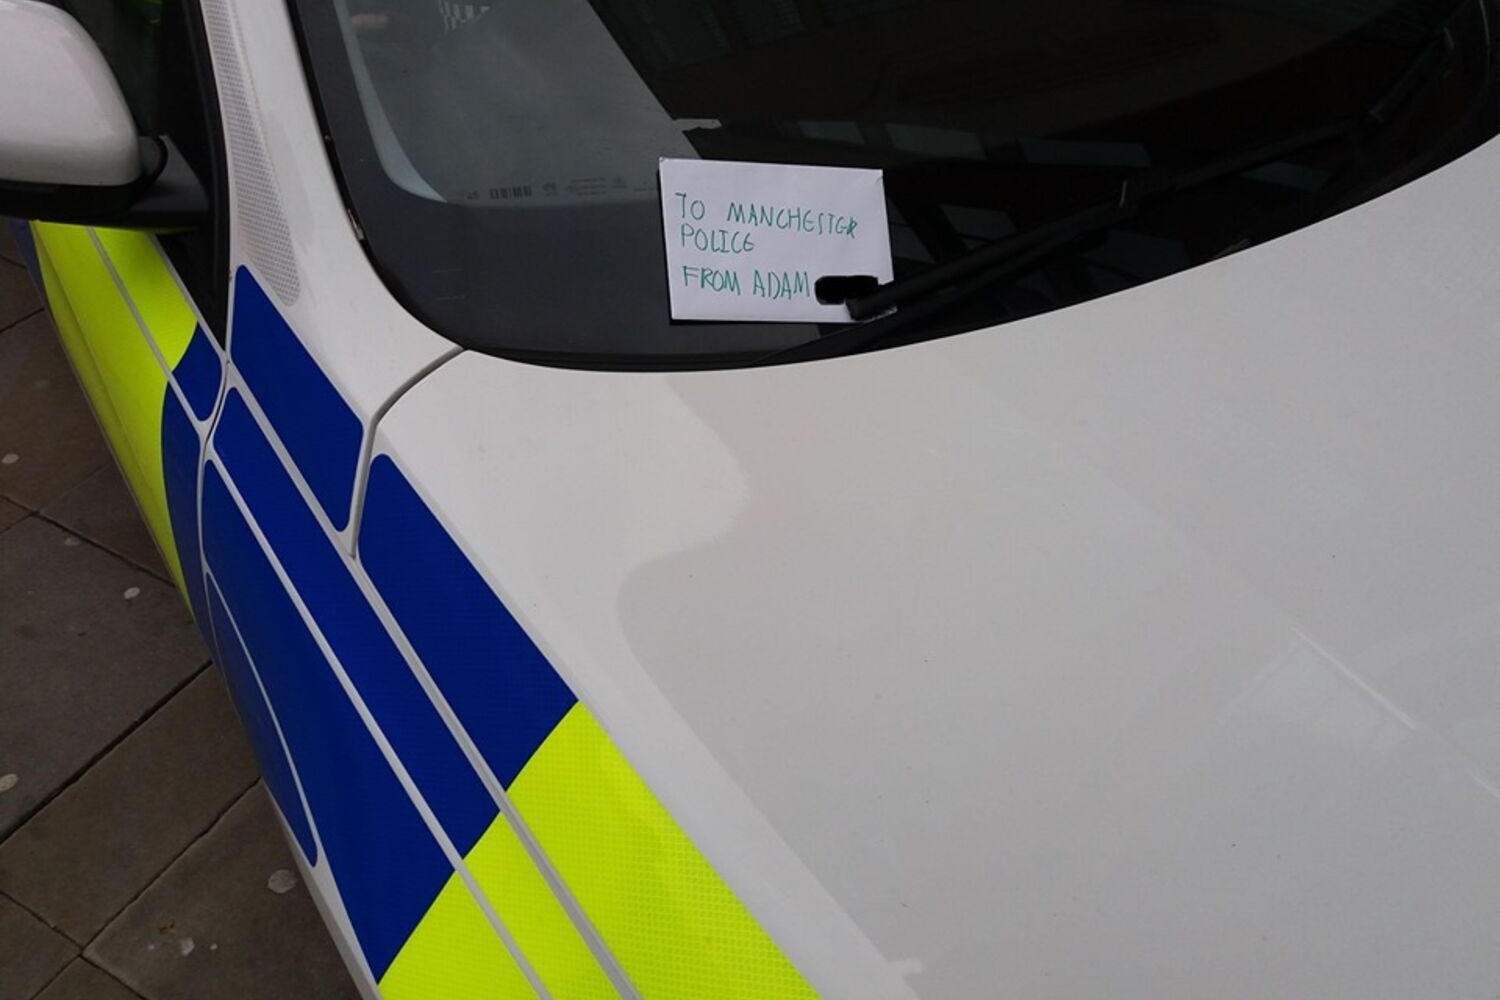 TO MANCHESTER
POLICE
FROM ADAM